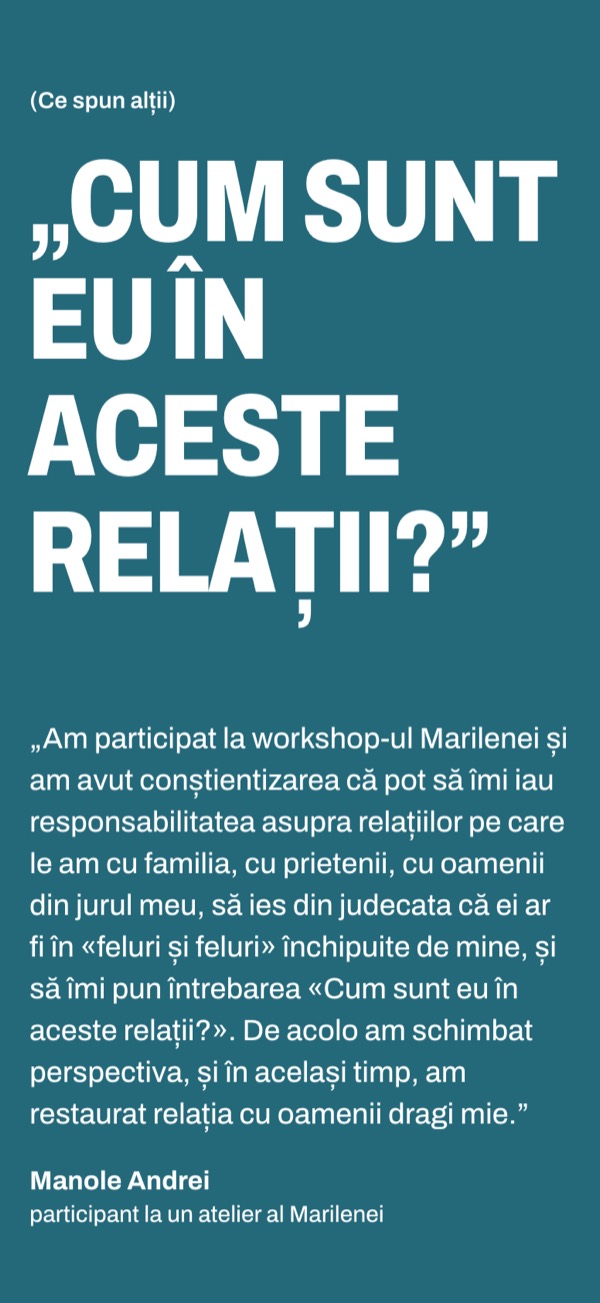 (Ce spun alții)
„CUM SUNT
EU ÎN
ACESTE
RELAȚII?”
„Am participat la workshop-ul Marilenei și
am avut conștientizarea că pot să îmi iau
responsabilitatea asupra relațiilor pe care
le am cu familia, cu prietenii, cu oamenii
din jurul meu, să ies din judecata că ei ar
fi în «feluri și feluri» închipuite de mine, și
să îmi pun întrebarea «Cum sunt eu în
aceste relații?». De acolo am schimbat
perspectiva, și în același timp, am
restaurat relația cu oamenii dragi mie.”
Manole Andrei
participant la un atelier al Marilenei